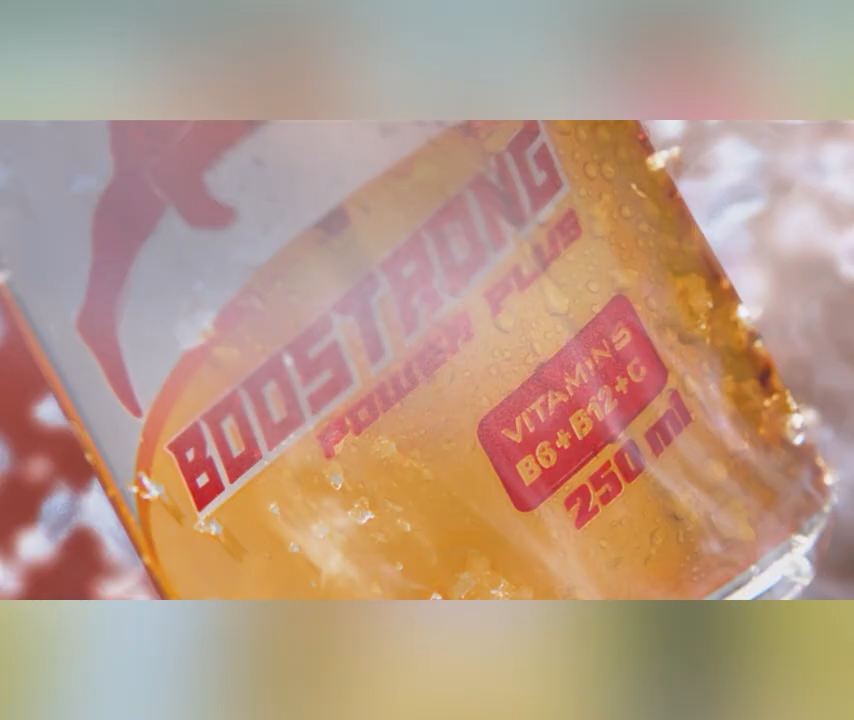 BOOSTRONG
POWER PLUS
VITAMINS
B6+B12+C
250 ml